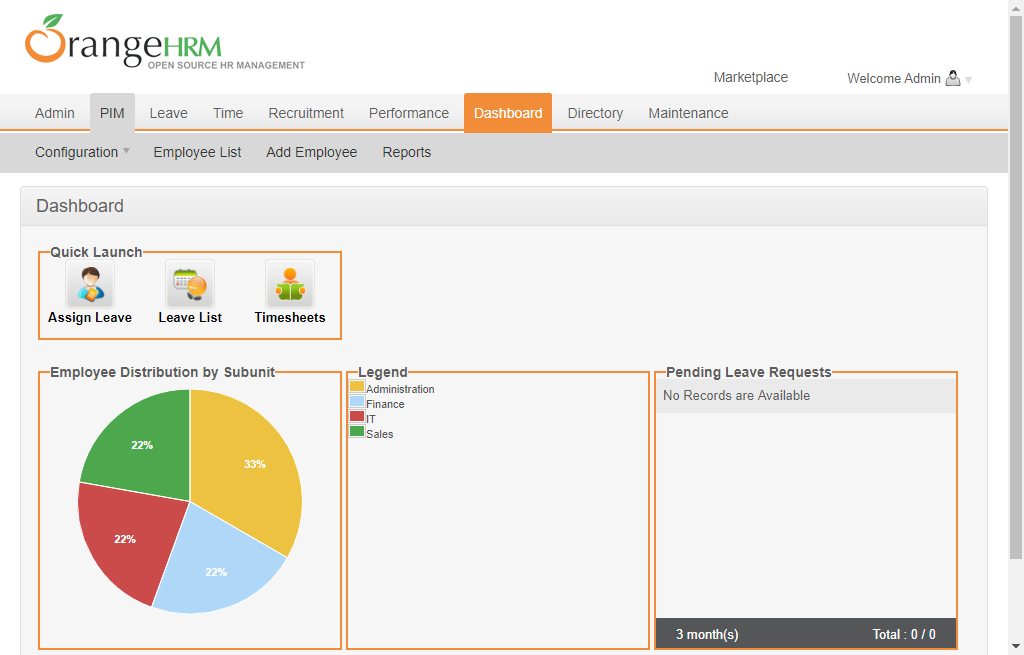 OrangeHRM
OPEN SOURCE HR MANAGEMENT
Marketplace
Welcome Admin
Admin PIM Leave Time Recruitment Performance Dashboard Directory Maintenance
Configuration Employee List Add Employee Reports
Dashboard
Quick Launch
Assign Leave Leave List Timesheets
Employee Distribution by Subunit
33%
22%
22%
22%
Legend
Administration
Finance
IT
Sales
Pending Leave Requests
No Records are Available
3 month(s) Total : 0 / 0